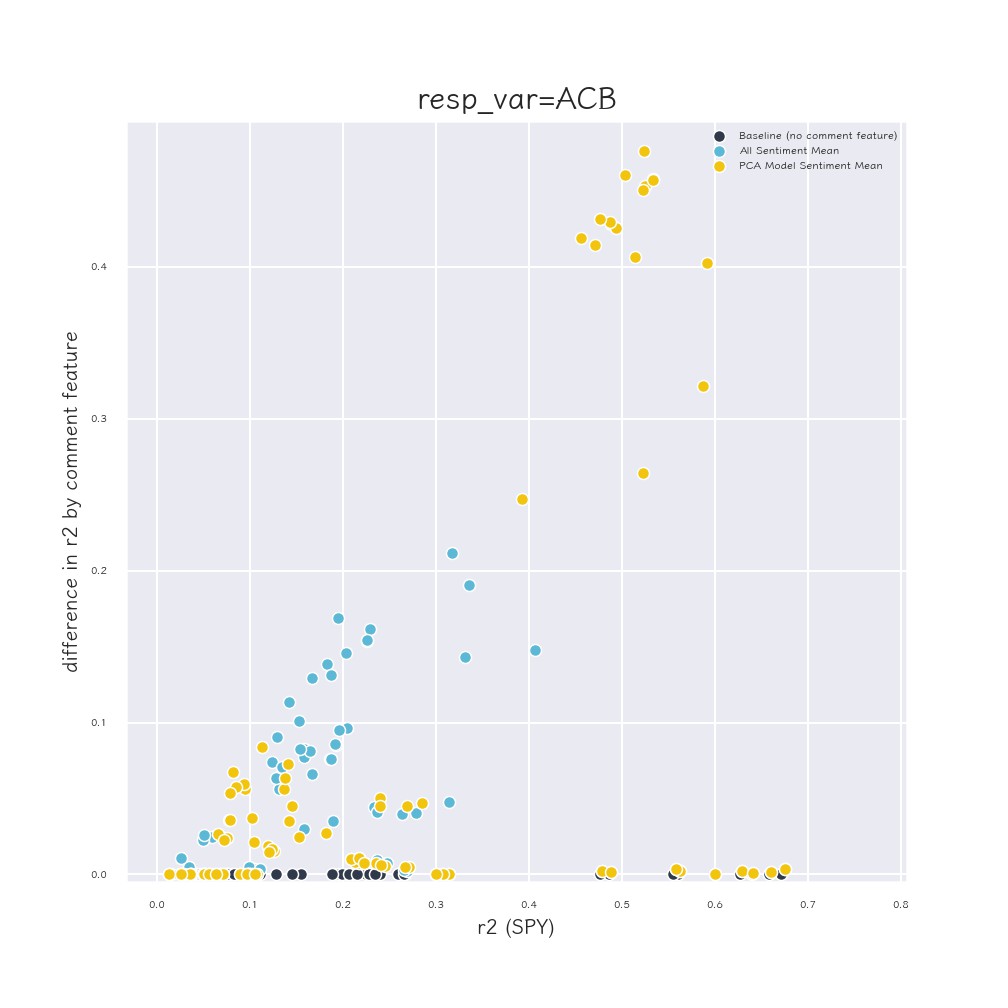 resp_var=ACB
Baseline (no comment feature)
All Sentiment Mean
PCA Model Sentiment Mean
difference in r2 by comment feature
0.4
0.3
0.2
0.1
0.0
0.0 0.1 0.2 0.3 0.4 0.5 0.6 0.7 0.8
r2 (SPY)